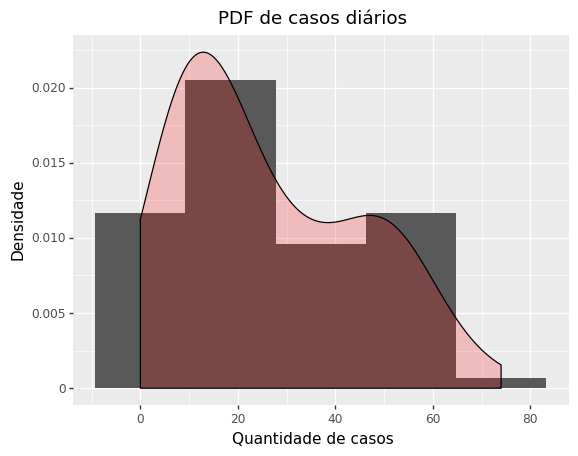 PDF de casos diários
0.020
0.015
0.010
0.005
0
Densidade
0 20 40 60 80
Quantidade de casos